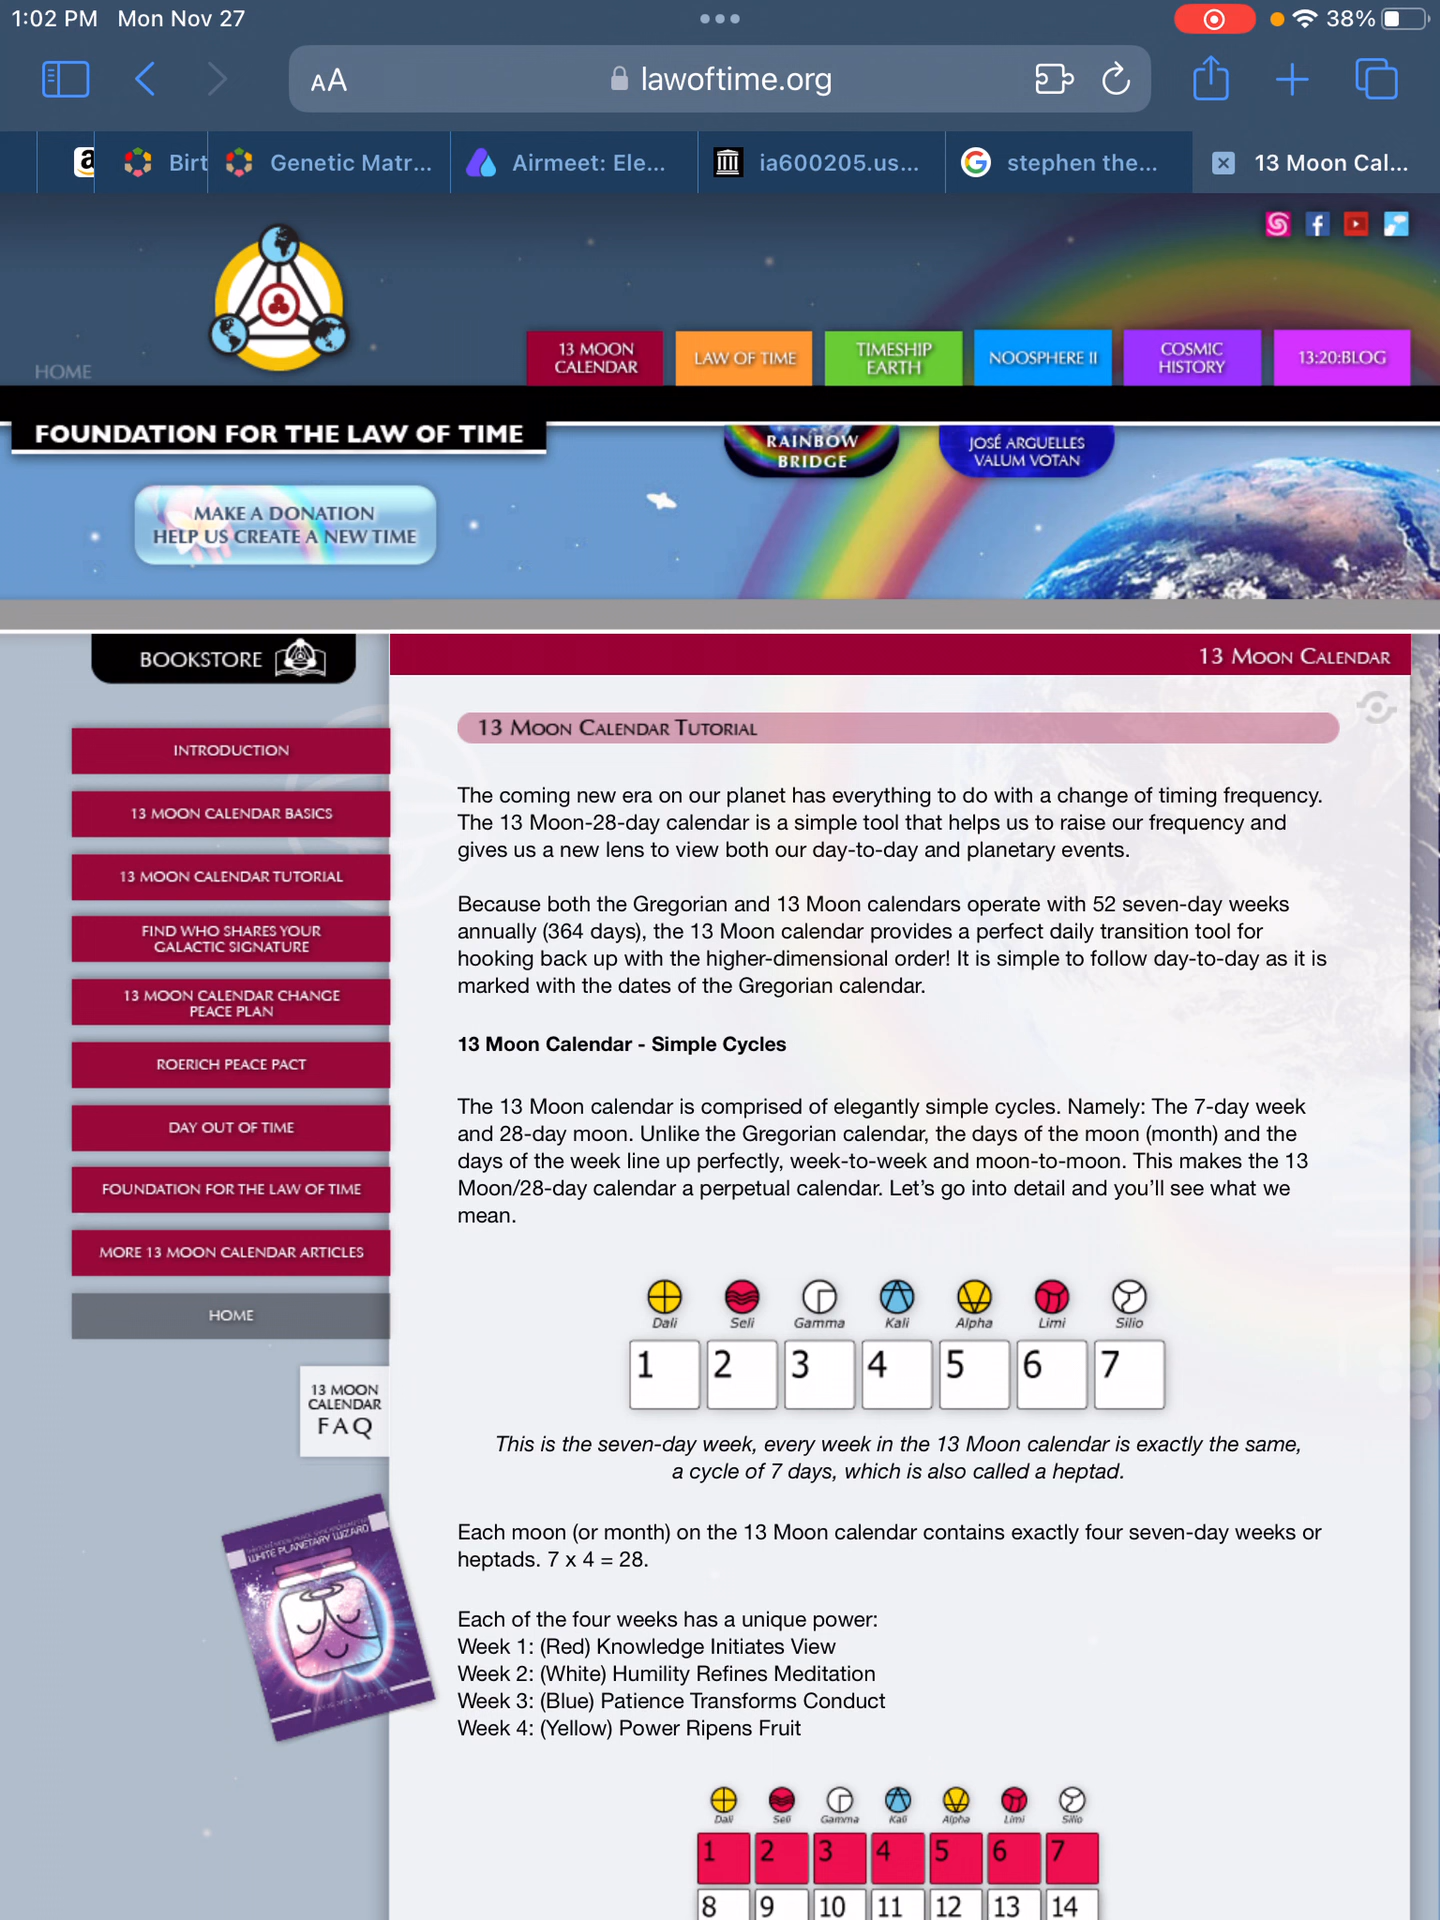 1:02 PM Mon Nov 27
38%
AA
lawoftime.org
Birt
Genetic Matr...
Airmeet: Ele...
ia600205.us...
stephen the...
13 Moon Cal...
HOME
13 MOON
CALENDAR
LAW OF TIME
TIMESHIP
EARTH
NOOSPHERE II
COSMIC
HISTORY
13:20:BLOG
FOUNDATION FOR THE LAW OF TIME
RAINBOW
BRIDGE
JOSÉ ARGUELLES
VALUM VOTAN
MAKE A DONATION
HELP US CREATE A NEW TIME
BOOKSTORE
13 MOON CALENDAR
INTRODUCTION
13 MOON CALENDAR BASICS
13 MOON CALENDAR TUTORIAL
FIND WHO SHARES YOUR
GALACTIC SIGNATURE
13 MOON CALENDAR CHANGE
PEACE PLAN
ROERICH PEACE PACT
DAY OUT OF TIME
FOUNDATION FOR THE LAW OF TIME
MORE 13 MOON CALENDAR ARTICLES
HOME
13 MOON
CALENDAR
FAQ
WHITE PLANETARY WIZARD
13 MOON CALENDAR TUTORIAL
The coming new era on our planet has everything to do with a change of timing frequency.
The 13 Moon-28-day calendar is a simple tool that helps us to raise our frequency and
gives us a new lens to view both our day-to-day and planetary events.
Because both the Gregorian and 13 Moon calendars operate with 52 seven-day weeks
annually (364 days), the 13 Moon calendar provides a perfect daily transition tool for
hooking back up with the higher-dimensional order! It is simple to follow day-to-day as it is
marked with the dates of the Gregorian calendar.
13 Moon Calendar - Simple Cycles
The 13 Moon calendar is comprised of elegantly simple cycles. Namely: The 7-day week
and 28-day moon. Unlike the Gregorian calendar, the days of the moon (month) and the
days of the week line up perfectly, week-to-week and moon-to-moon. This makes the 13
Moon/28-day calendar a perpetual calendar. Let's go into detail and you'll see what we
mean.
Dali Seli Gamma Kali Alpha Limi Silio
1 2 3 4 5 6 7
This is the seven-day week, every week in the 13 Moon calendar is exactly the same,
a cycle of 7 days, which is also called a heptad.
Each moon (or month) on the 13 Moon calendar contains exactly four seven-day weeks or
heptads. 7 x 4 = 28.
Each of the four weeks has a unique power:
Week 1: (Red) Knowledge Initiates View
Week 2: (White) Humility Refines Meditation
Week 3: (Blue) Patience Transforms Conduct
Week 4: (Yellow) Power Ripens Fruit
Dali Seli Gamma Kali Alpha Limi Silio
1 2 3 4 5 6 7
8 9 10 11 12 13 14